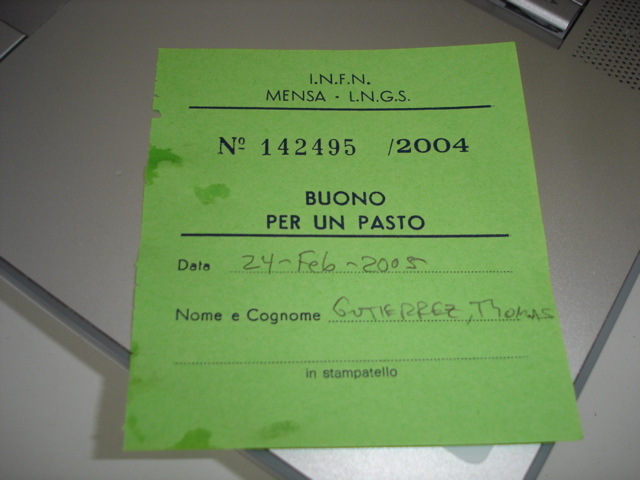 I.N.F.N.
MENSA - L.N.G.S.
Nº 142495 /2004
BUONO
PER UN PASTO
Data 24-Feb-2005
Nome e Cognome GUTIERREZ, THOMAS
in stampatello